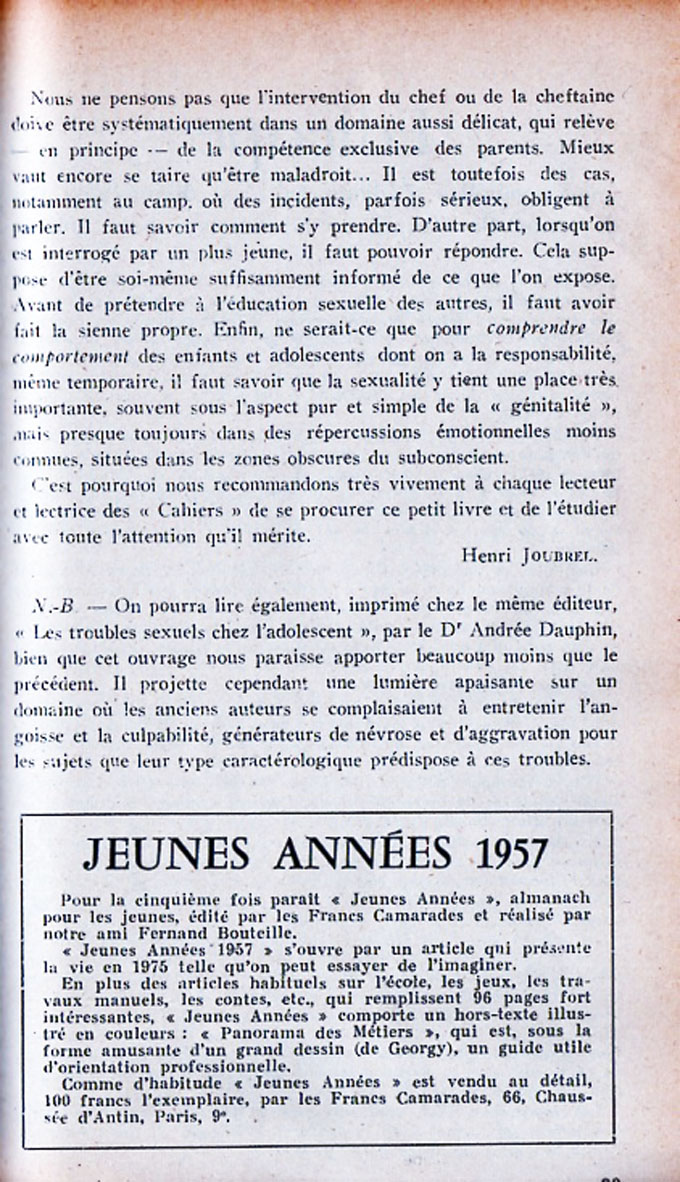 Nous ne pensons pas que l'intervention du chef ou de la cheftaine
doive être systématiquement dans un domaine aussi délicat, qui relève
— en principe — de la compétence exclusive des parents. Mieux
vaut encore se taire qu'être maladroit... Il est toutefois des cas,
notamment au camp, où des incidents, parfois sérieux, obligent à
parler. Il faut savoir comment s'y prendre. D'autre part, lorsqu'on
est interrogé par un plus jeune, il faut pouvoir répondre. Cela sup-
pose d'être soi-même suffisamment informé de ce que l'on expose.
Avant de prétendre à l'éducation sexuelle des autres, il faut avoir
fait la sienne propre. Enfin, ne serait-ce que pour comprendre le
comportement des enfants et adolescents dont on a la responsabilité,
même temporaire, il faut savoir que la sexualité y tient une place très
importante, souvent sous l'aspect pur et simple de la « génitalité »,
mais presque toujours dans des répercussions émotionnelles moins
connues, situées dans les zones obscures du subconscient.
C'est pourquoi nous recommandons très vivement à chaque lecteur
et lectrice des « Cahiers » de se procurer ce petit livre et de l'étudier
avec toute l'attention qu'il mérite.
Henri JOUBREL.
N.-B. — On pourra lire également, imprimé chez le même éditeur,
« Les troubles sexuels chez l'adolescent », par le Dr Andrée Dauphin,
bien que cet ouvrage nous paraisse apporter beaucoup moins que le
précédent. Il projette cependant une lumière apaisante sur un
domaine où les anciens auteurs se complaisaient à entretenir l'an-
goisse et la culpabilité, générateurs de névrose et d'aggravation pour
les sujets que leur type caractérologique prédispose à ces troubles.
JEUNES ANNÉES 1957
Pour la cinquième fois paraît « Jeunes Années », almanach
pour les jeunes, édité par les Francs Camarades et réalisé par
notre ami Fernand Bouteille.
« Jeunes Années 1957 » s'ouvre par un article qui présente
la vie en 1975 telle qu'on peut essayer de l'imaginer.
En plus des articles habituels sur l'école, les jeux, les tra-
vaux manuels, les contes, etc., qui remplissent 96 pages fort
intéressantes, « Jeunes Années » comporte un hors-texte illus-
tré en couleurs : « Panorama des Métiers », qui est, sous la
forme amusante d'un grand dessin (de Georgy), un guide utile
d'orientation professionnelle.
Comme d'habitude « Jeunes Années » est vendu au détail,
100 francs l'exemplaire, par les Francs Camarades, 66, Chaus-
sée d'Antin, Paris, 9e.